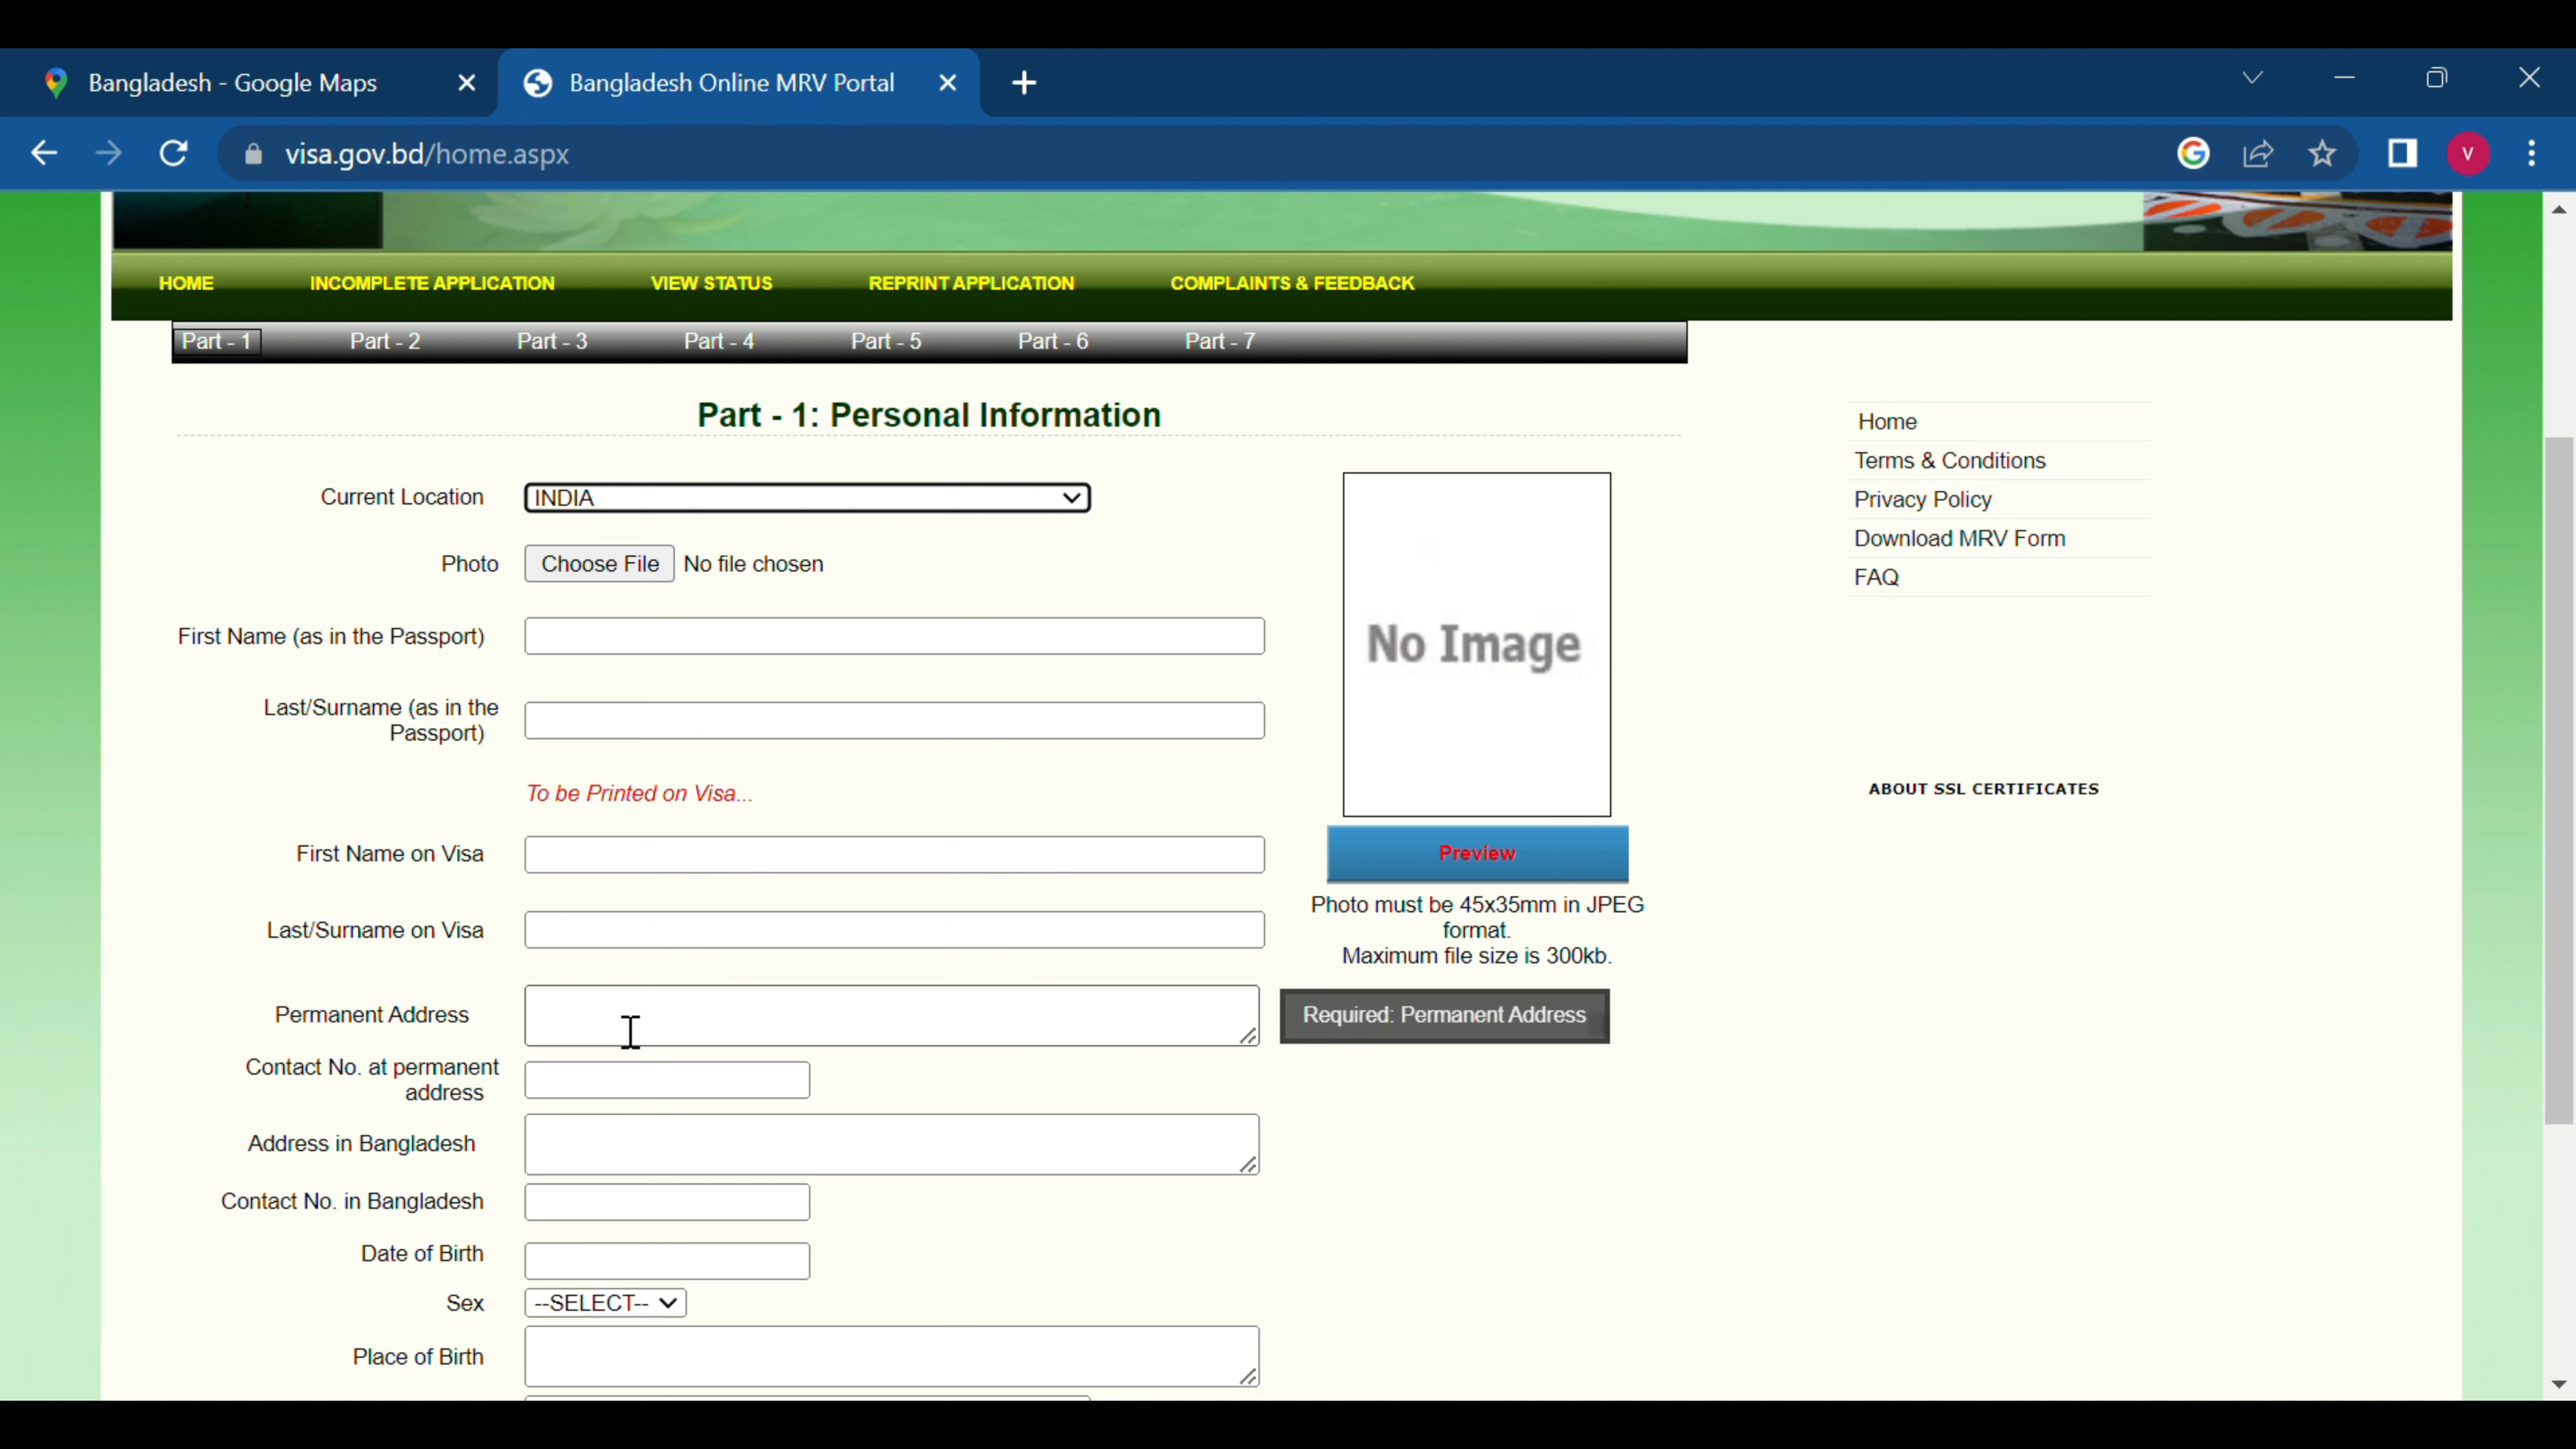 Bangladesh - Google Maps
Bangladesh Online MRV Portal
visa.gov.bd/home.aspx
V
HOME
INCOMPLETE APPLICATION
VIEW STATUS
REPRINT APPLICATION
COMPLAINTS & FEEDBACK
Part - 1
Part - 2
Part - 3
Part - 4
Part - 5
Part - 6
Part - 7
Part - 1: Personal Information
Current Location
INDIA
Photo
Choose File
No file chosen
First Name (as in the Passport)
Last/Surname (as in the
Passport)
To be Printed on Visa...
First Name on Visa
Last/Surname on Visa
Permanent Address
Contact No. at permanent
address
Address in Bangladesh
Contact No. in Bangladesh
Date of Birth
Sex
--SELECT--
Place of Birth
No Image
Preview
Photo must be 45x35mm in JPEG
format.
Maximum file size is 300kb.
Required: Permanent Address
Home
Terms & Conditions
Privacy Policy
Download MRV Form
FAQ
ABOUT SSL CERTIFICATES